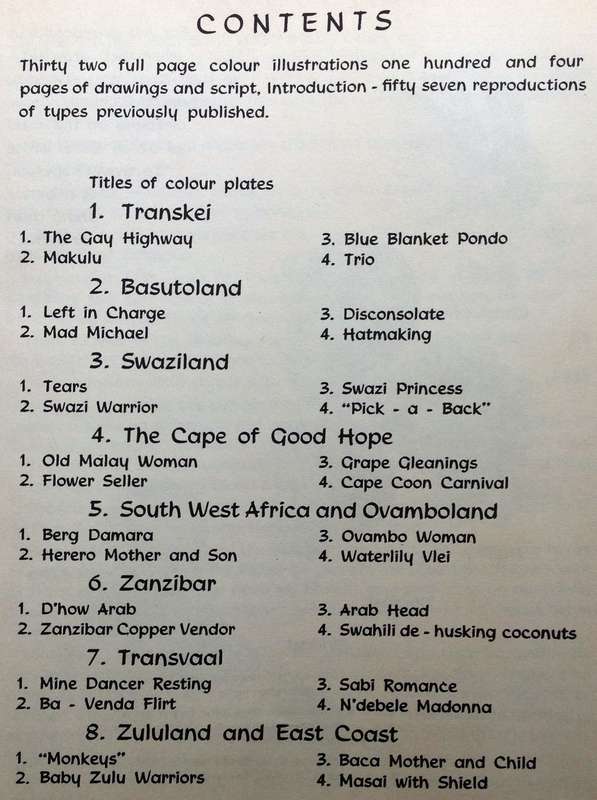 CONTENTS
Thirty two full page colour illustrations one hundred and four
pages of drawings and script, Introduction - fifty seven reproductions
of types previously published.
Titles of colour plates
1. Transkei
1. The Gay Highway
2. Makulu
3. Blue Blanket Pondo
4. Trio
2. Basutoland
1. Left in Charge
2. Mad Michael
3. Disconsolate
4. Hatmaking
3. Swaziland
1. Tears
2. Swazi Warrior
3. Swazi Princess
4. “Pick - a - Back”
4. The Cape of Good Hope
1. Old Malay Woman
2. Flower Seller
3. Grape Gleanings
4. Cape Coon Carnival
5. South West Africa and Ovamboland
1. Berg Damara
2. Herero Mother and Son
3. Ovambo Woman
4. Waterlily Vlei
6. Zanzibar
1. D'how Arab
2. Zanzibar Copper Vendor
3. Arab Head
4. Swahili de - husking coconuts
7. Transvaal
1. Mine Dancer Resting
2. Ba - Venda Flirt
3. Sabi Romance
4. N'debele Madonna
8. Zululand and East Coast
1. “Monkeys”
2. Baby Zulu Warriors
3. Baca Mother and Child
4. Masai with Shield